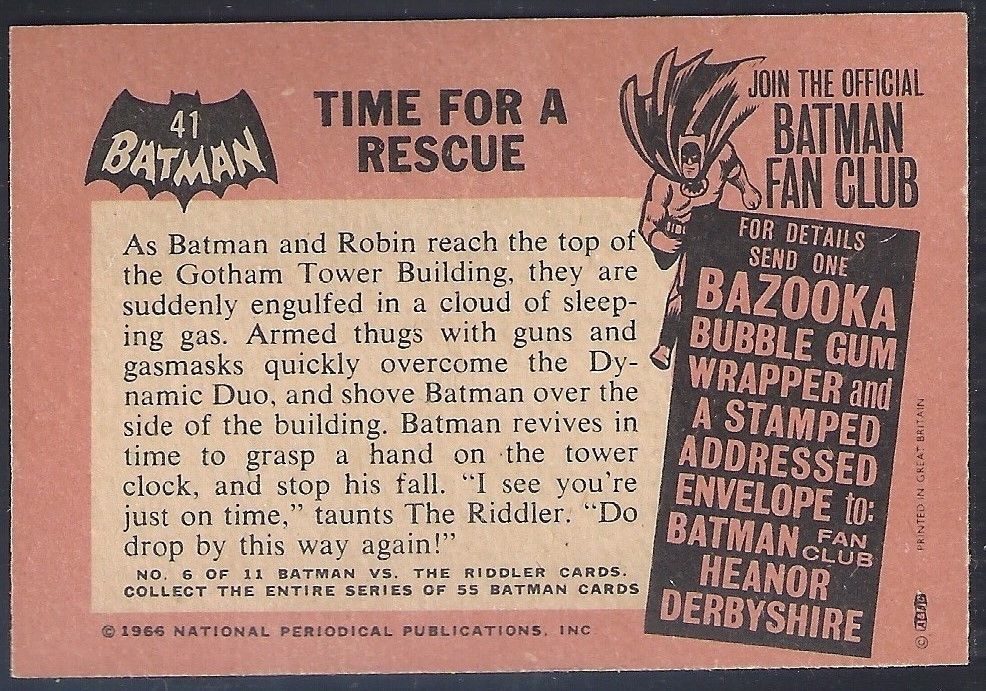 41
BATMAN
TIME FOR A
RESCUE
As Batman and Robin reach the top of
the Gotham Tower Building, they are
suddenly engulfed in a cloud of sleep-
ing gas. Armed thugs with guns and
gasmasks quickly overcome the Dy-
namic Duo, and shove Batman over the
side of the building. Batman revives in
time to grasp a hand on the tower
clock, and stop his fall. “I see you're
just on time,” taunts The Riddler. “Do
drop by this way again!”
NO. 6 OF 11 BATMAN VS. THE RIDDLER CARDS.
COLLECT THE ENTIRE SERIES OF 55 BATMAN CARDS
© 1966 NATIONAL PERIODICAL PUBLICATIONS, INC
JOIN THE OFFICIAL
BATMAN
FAN CLUB
FOR DETAILS
SEND ONE
BAZOOKA
BUBBLE GUM
WRAPPER and
A STAMPED
ADDRESSED
ENVELOPE to:
BATMAN FAN CLUB
HEANOR
DERBYSHIRE
PRINTED IN GREAT BRITAIN
©